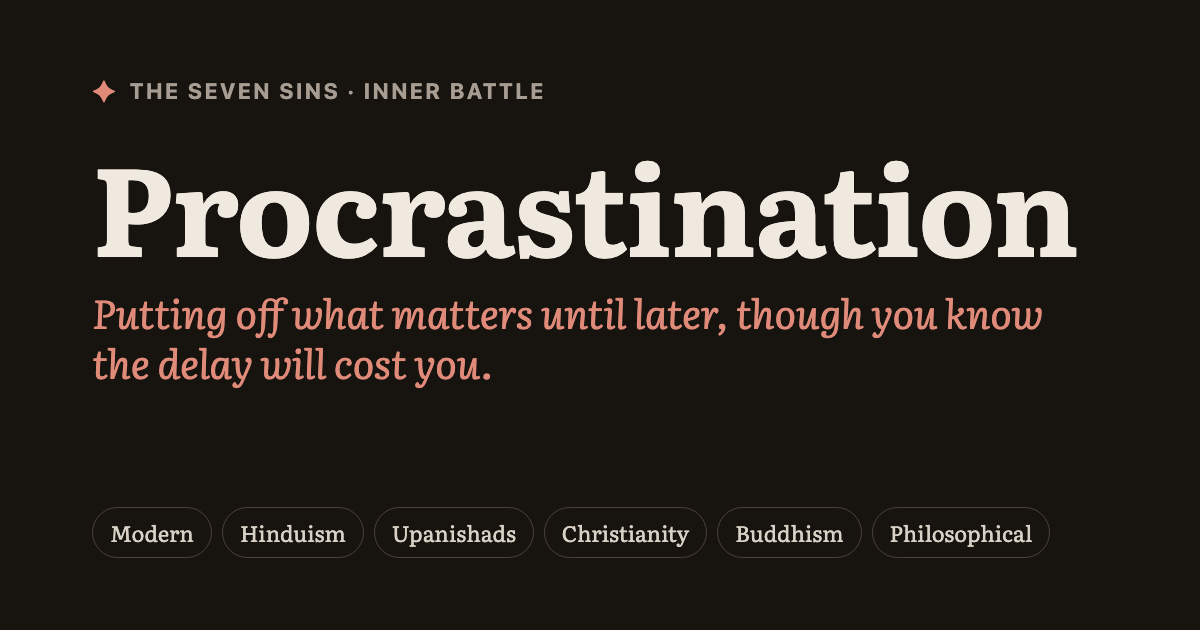 THE SEVEN SINS · INNER BATTLE
Procrastination
Putting off what matters until later, though you know
the delay will cost you.
Modern Hinduism Upanishads Christianity Buddhism Philosophical